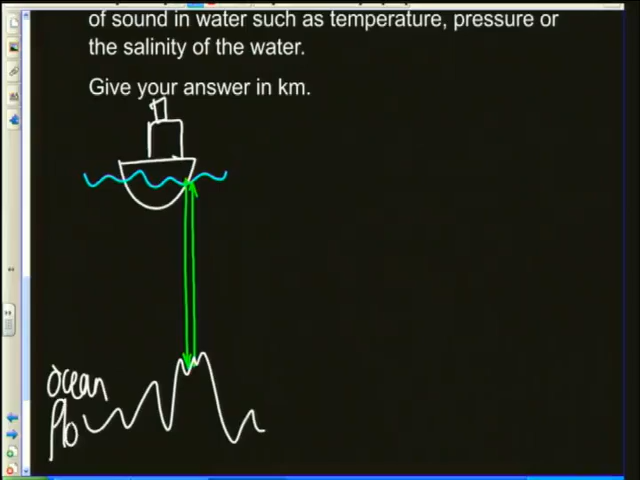 of sound in water such as temperature, pressure or
the salinity of the water.
Give your answer in km.
ocean